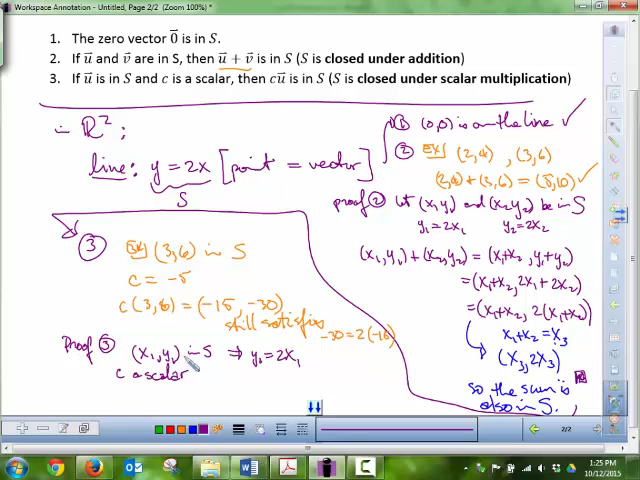 Workspace Annotation - Untitled, Page 2/2 (Zoom 100%) *
1. The zero vector 0⃗ is in S.
2. If u⃗ and v⃗ are in S, then u⃗ + v⃗ is in S (S is closed under addition)
3. If u⃗ is in S and c is a scalar, then cu⃗ is in S (S is closed under scalar multiplication)
in ℝ²:
line: y = 2x [point = vector]
S
① (0,0) is on the line ✓
② Ex (2,4), (3,6)
(2,4) + (3,6) = (5,10) ✓
proof ② Let (x₁,y₁) and (x₂,y₂) be in S
y₁ = 2x₁ y₂ = 2x₂
(x₁,y₁) + (x₂,y₂) = (x₁+x₂, y₁+y₂)
= (x₁+x₂, 2x₁+2x₂)
= (x₁+x₂, 2(x₁+x₂))
x₁+x₂ = x₃
(x₃, 2x₃)
so the sum is
also in S.
③ Ex (3,6) in S
c = -5
c(3,6) = (-15, -30)
still satisfies
-30 = 2(-15)
Proof ③ (x₁,y₁) in S ⇒ y₁ = 2x₁
c a scalar
2/2
1:25 PM
10/12/2015